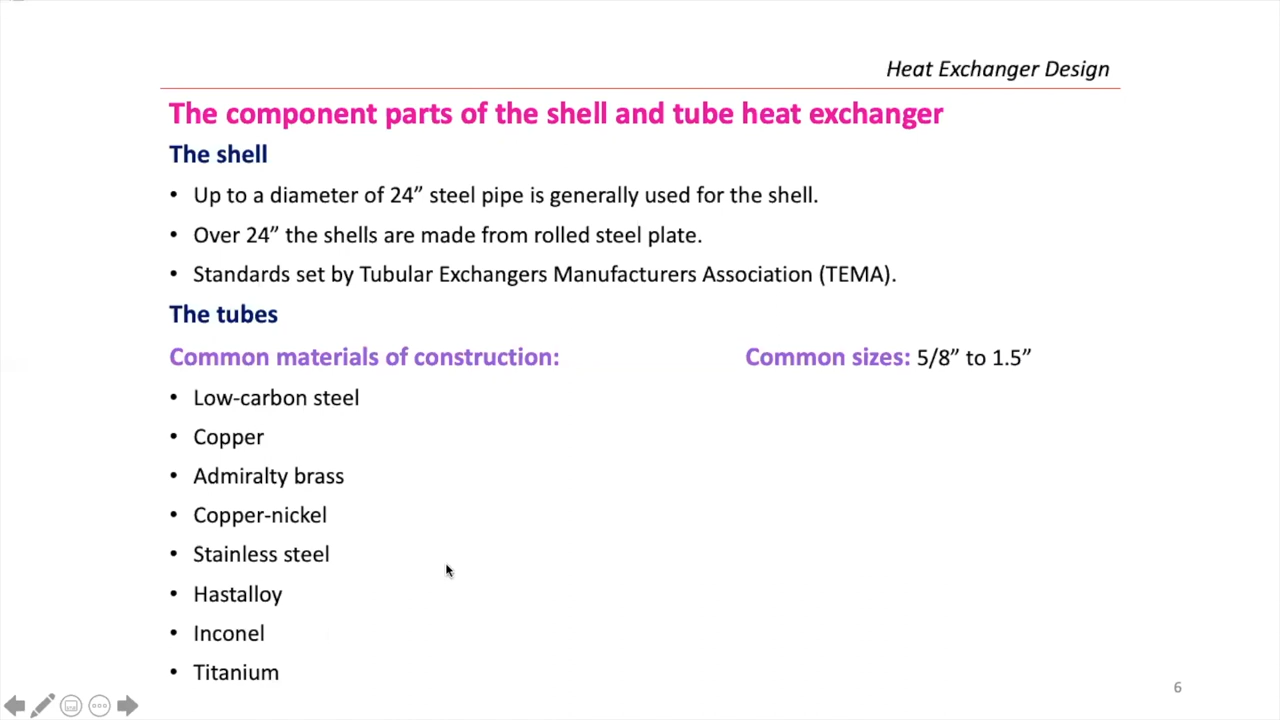 Heat Exchanger Design
The component parts of the shell and tube heat exchanger
The shell
• Up to a diameter of 24” steel pipe is generally used for the shell.
• Over 24” the shells are made from rolled steel plate.
• Standards set by Tubular Exchangers Manufacturers Association (TEMA).
The tubes
Common materials of construction:
Common sizes: 5/8” to 1.5”
• Low-carbon steel
• Copper
• Admiralty brass
• Copper-nickel
• Stainless steel
• Hastalloy
• Inconel
• Titanium
6